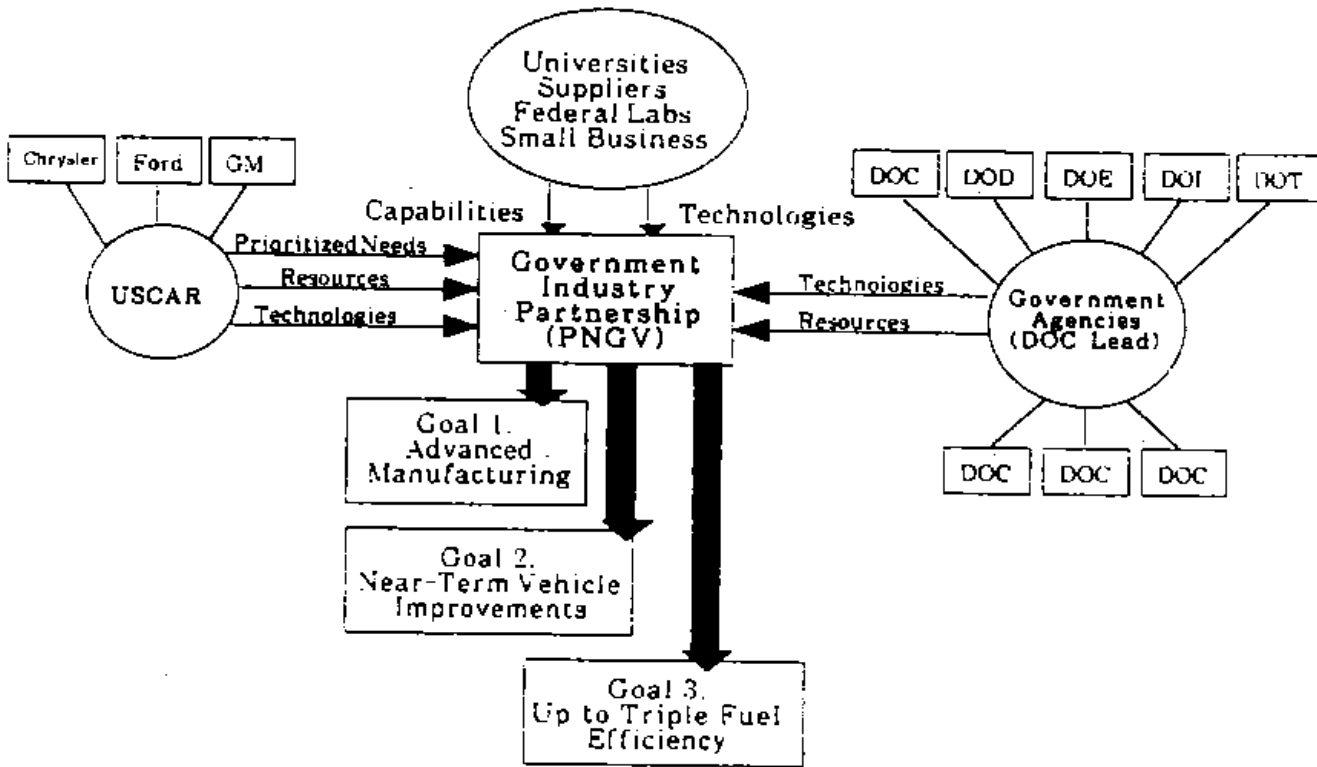 Universities
Suppliers
Federal Labs
Small Business
Chrysler
Ford
GM
DOC
DOD
DOE
DOI
DOT
Capabilities
Technologies
USCAR
Prioritized Needs
Resources
Technologies
Government
Industry
Partnership
(PNGV)
Technologies
Resources
Government
Agencies
(DOC Lead)
Goal 1.
Advanced
Manufacturing
DOC
DOC
DOC
Goal 2.
Near-Term Vehicle
Improvements
Goal 3.
Up to Triple Fuel
Efficiency